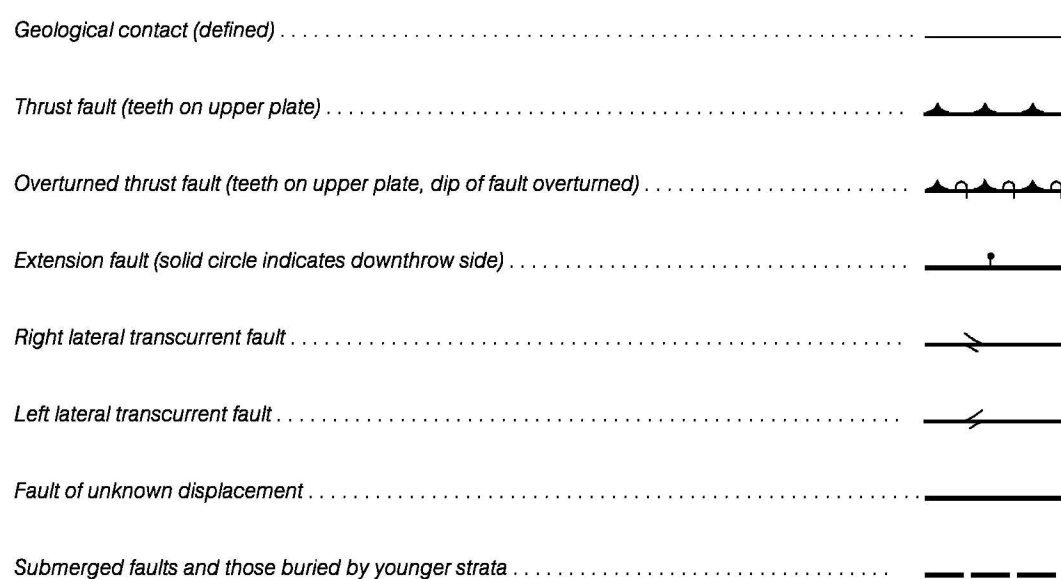 Geological contact (defined)
Thrust fault (teeth on upper plate)
Overturned thrust fault (teeth on upper plate, dip of fault overturned)
Extension fault (solid circle indicates downthrow side)
Right lateral transcurrent fault
Left lateral transcurrent fault
Fault of unknown displacement
Submerged faults and those buried by younger strata